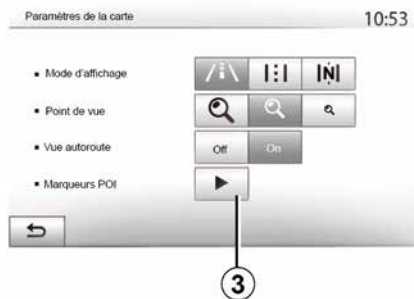 Paramètres de la carte 10:53
▪ Mode d'affichage |N|
▪ Point de vue
▪ Vue autoroute Off On
▪ Marqueurs POI
3